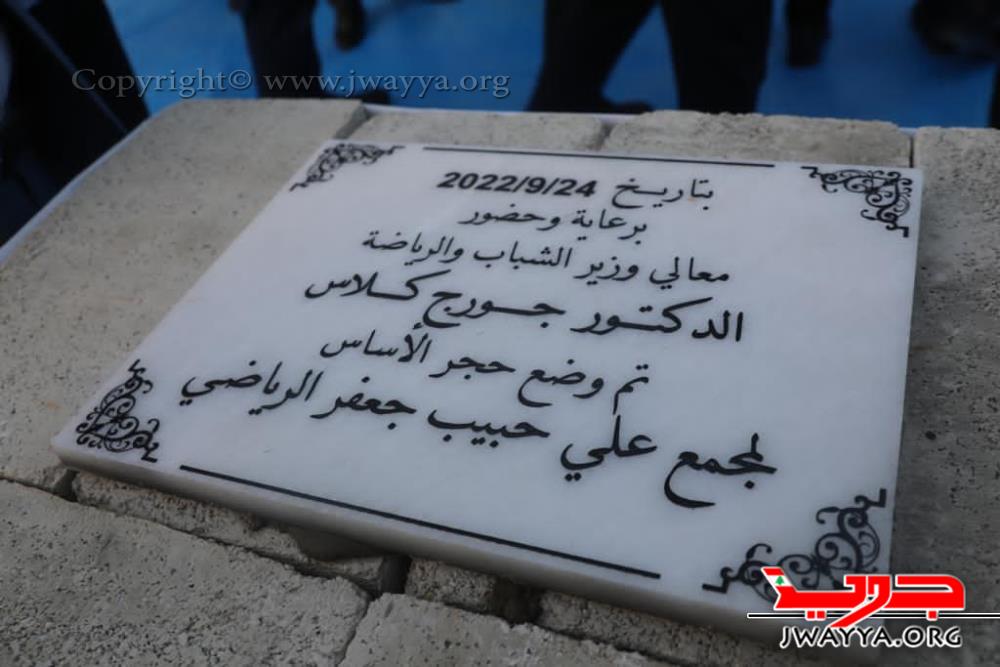 Copyright© www.jwayya.org
بتاريخ 2022/9/24
برعاية وحضور
معالي وزير الشباب والرياضة
الدكتور جورج كلاس
تم وضع حجر الأساس
لمجمع علي حبيب جعفر الرياضي
جويا
JWAYYA.ORG